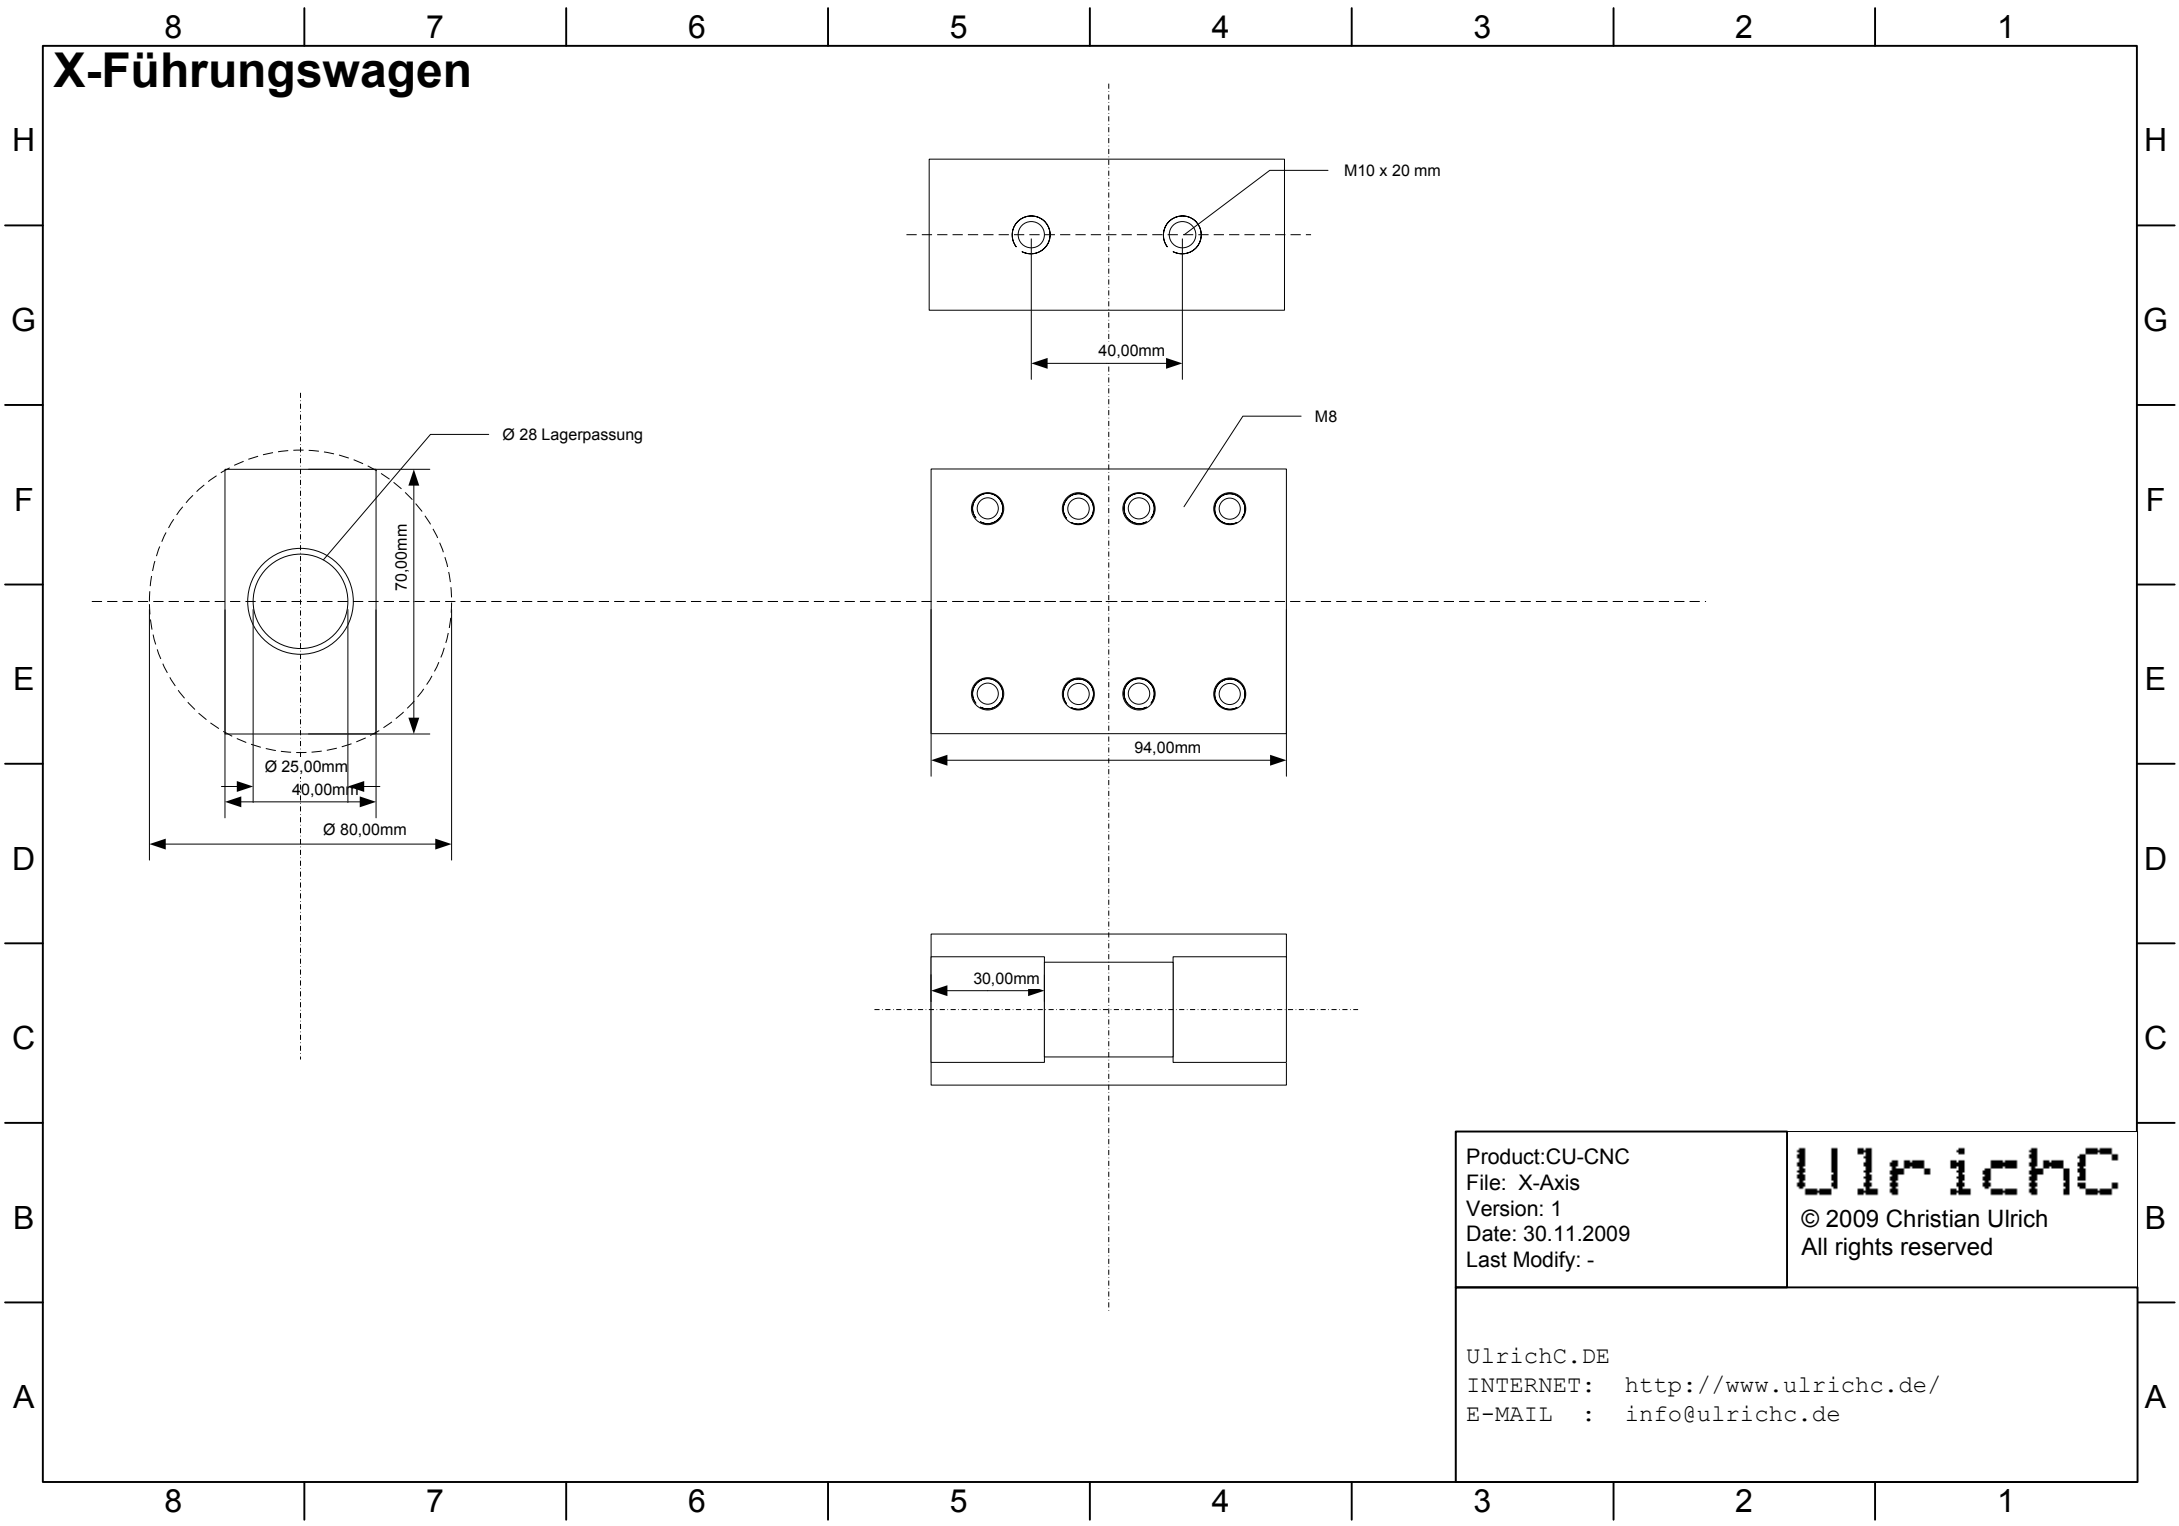 8 7 6 5 4 3 2 1
X-Führungswagen
H H
M10 x 20 mm
G G
40,00mm
M8
Ø 28 Lagerpassung
F F
70,00mm
E E
94,00mm
Ø 25,00mm
40,00mm
Ø 80,00mm
D D
30,00mm
C C
Product:CU-CNC
File: X-Axis
Version: 1
Date: 30.11.2009
Last Modify: -
UlrichC
© 2009 Christian Ulrich
All rights reserved
B B
UlrichC.DE
INTERNET: http://www.ulrichc.de/
E-MAIL : info@ulrichc.de
A A
8 7 6 5 4 3 2 1